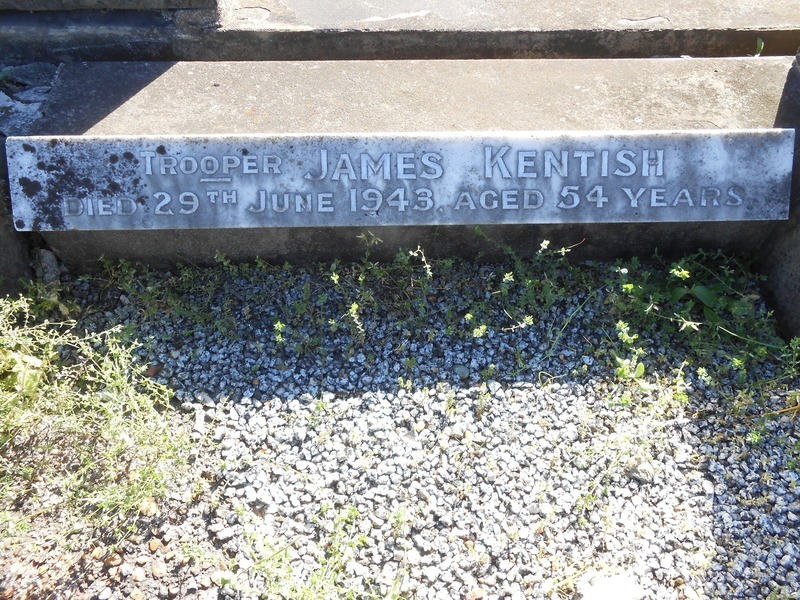 TROOPER JAMES KENTISH
DIED 29TH JUNE 1943. AGED 54 YEARS.